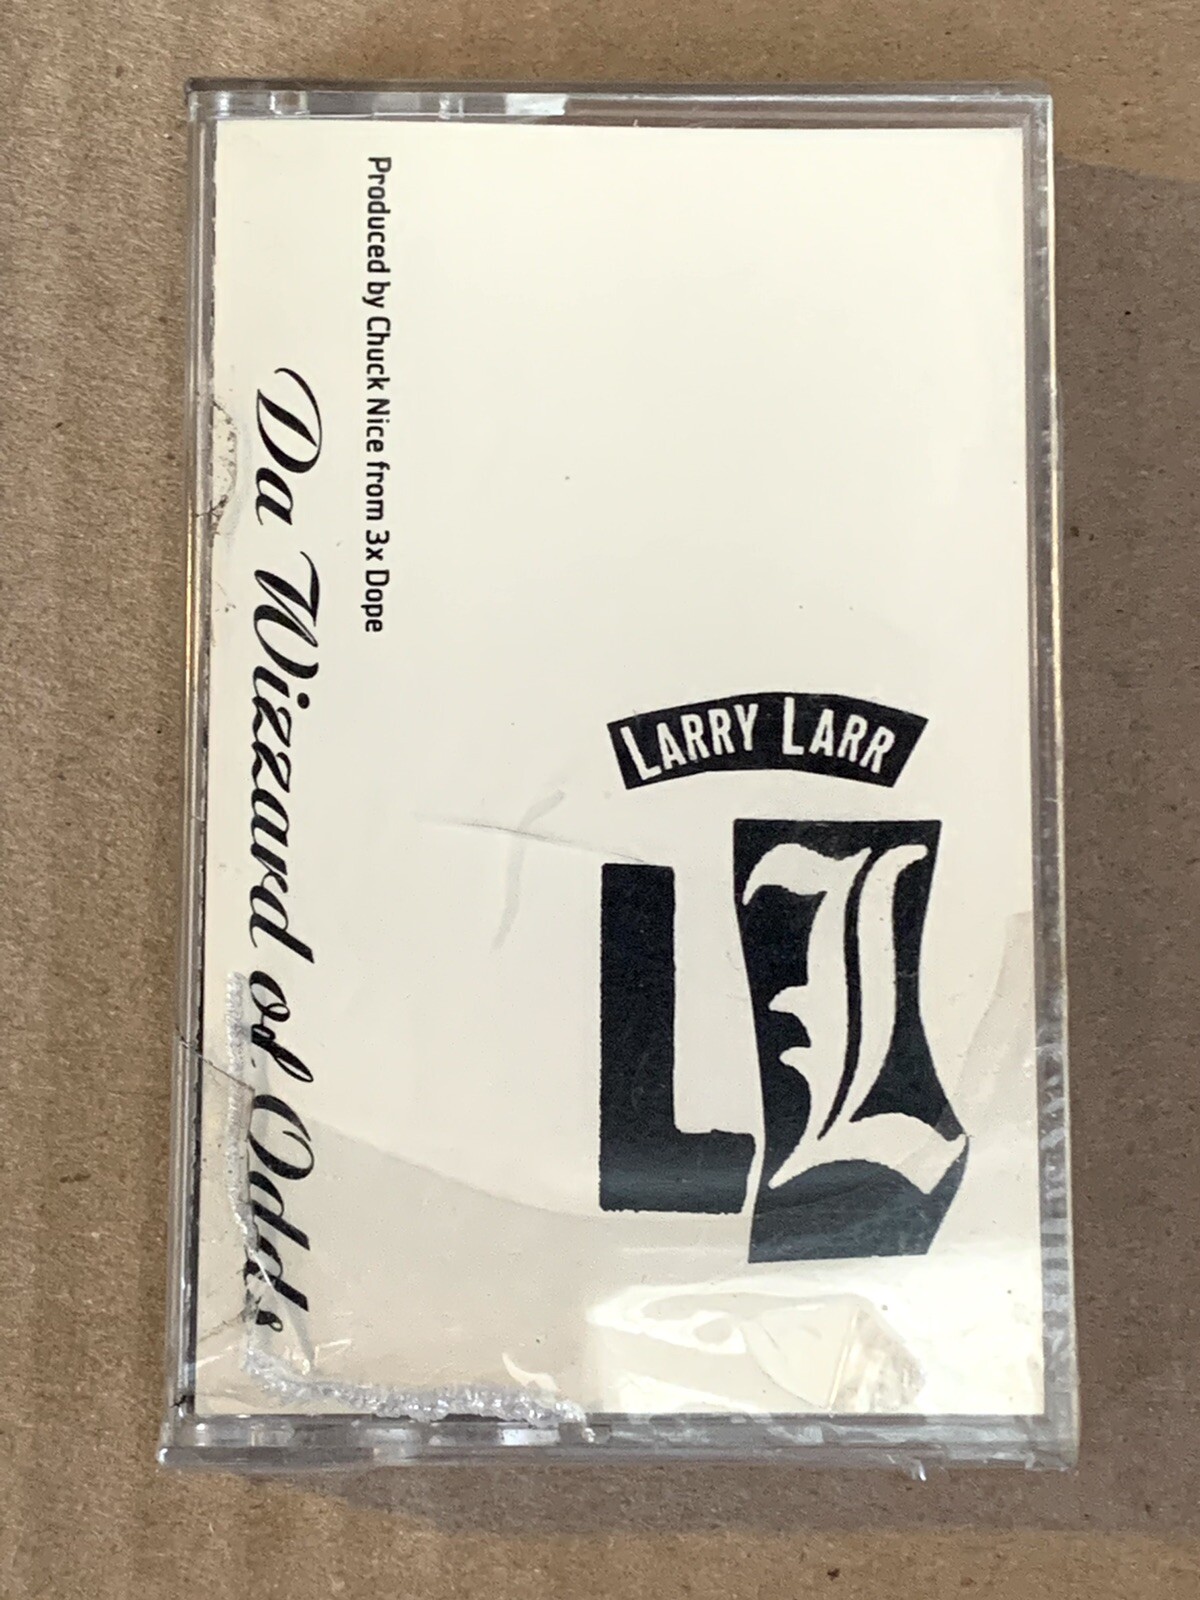 LARRY LARR
L L
Produced by Chuck Nice from 3x Dope
Da Wizzard of Odds